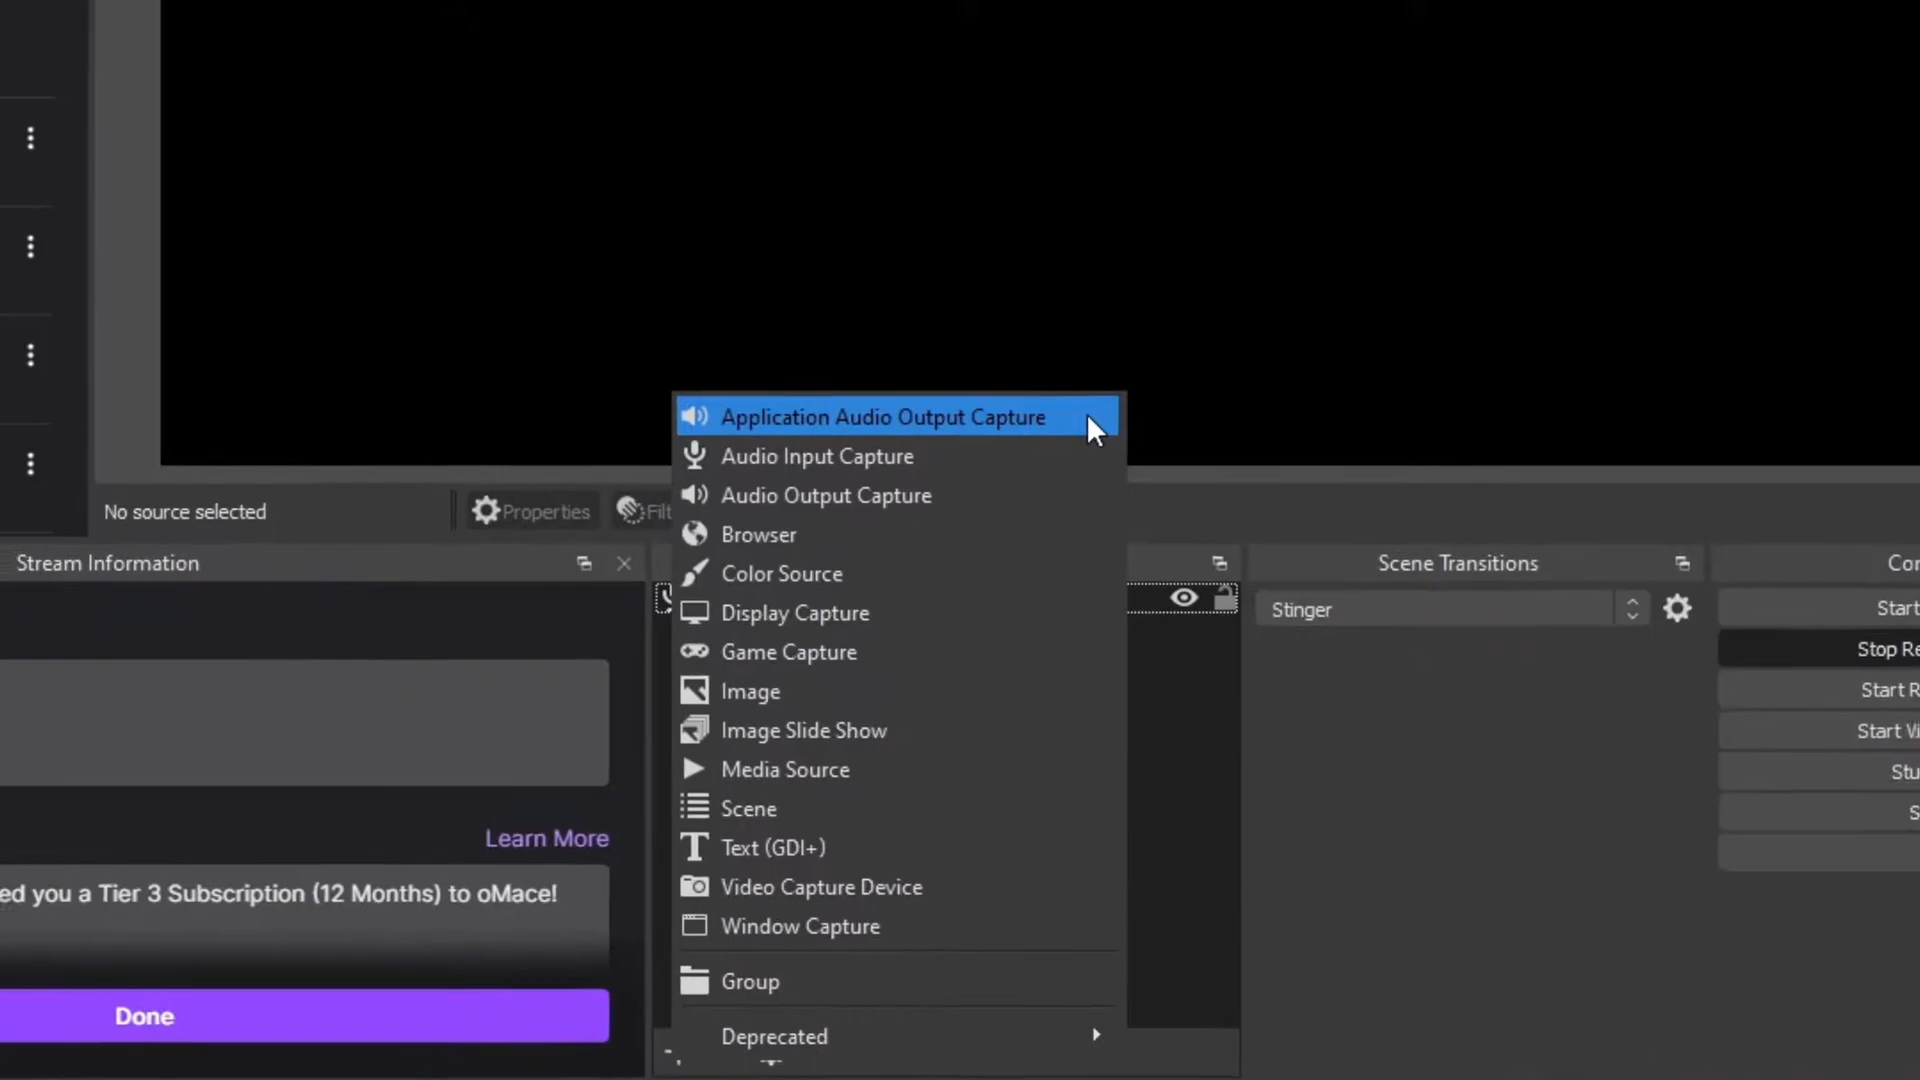 Application Audio Output Capture
Audio Input Capture
Audio Output Capture
Browser
Color Source
Display Capture
Game Capture
Image
Image Slide Show
Media Source
Scene
Text (GDI+)
Video Capture Device
Window Capture
Group
Deprecated
No source selected
Properties
Filt
Stream Information
Learn More
ed you a Tier 3 Subscription (12 Months) to oMace!
Done
Scene Transitions
Stinger
Con
Start
Stop Re
Start R
Start Vi
Stu
S